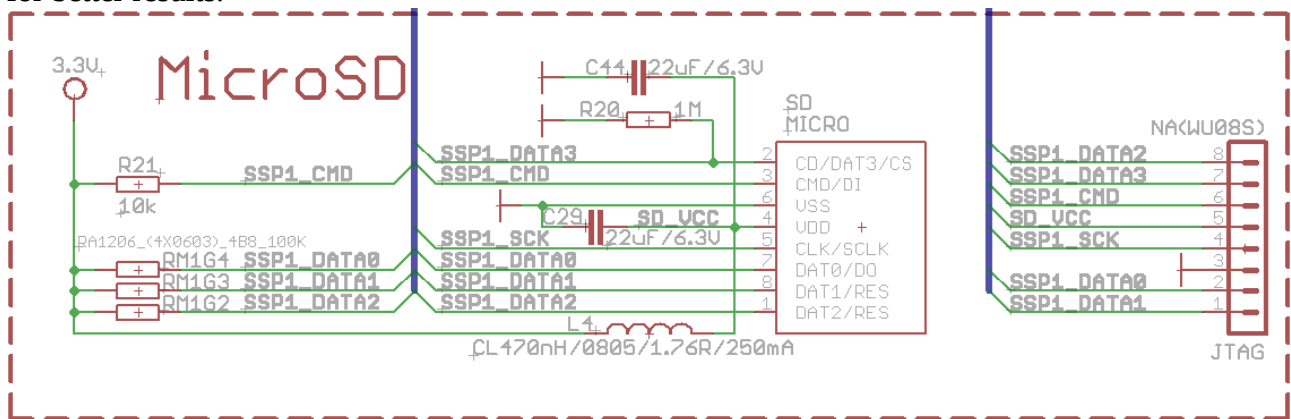 for better results.
3.3V
MicroSD
C44 22uF/6.3V
R20 1M
SD
MICRO
NA(WU08S)
R21
10k
SSP1_CMD
SSP1_DATA3
SSP1_CMD
2 CD/DAT3/CS
3 CMD/DI
6 VSS
4 VDD
5 CLK/SCLK
7 DAT0/DO
8 DAT1/RES
1 DAT2/RES
C29 SD_VCC
22uF/6.3V
RA1206_(4X0603)_4B8_100K
SSP1_SCK
RM1G4 SSP1_DATA0
SSP1_DATA0
RM1G3 SSP1_DATA1
SSP1_DATA1
RM1G2 SSP1_DATA2
SSP1_DATA2
L4
CL470nH/0805/1.76R/250mA
SSP1_DATA2 8
SSP1_DATA3 7
SSP1_CMD 6
SD_VCC 5
SSP1_SCK 4
3
SSP1_DATA0 2
SSP1_DATA1 1
JTAG